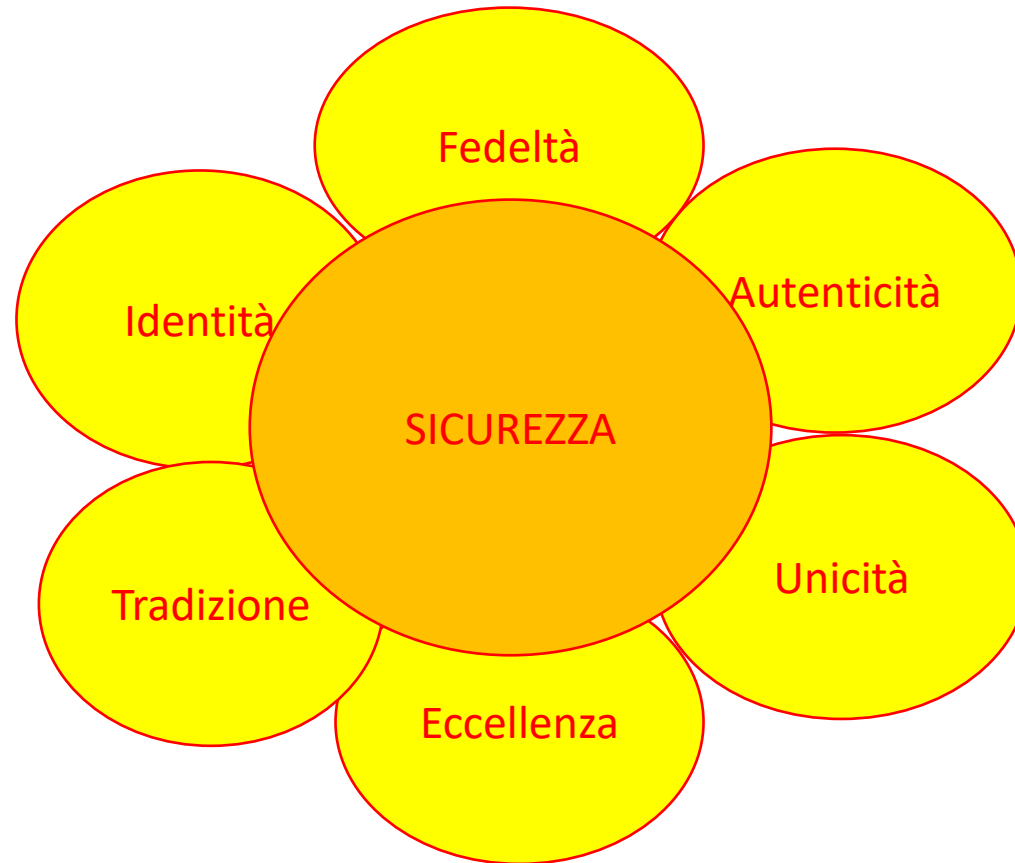 Fedeltà
Autenticità
Identità
SICUREZZA
Unicità
Tradizione
Eccellenza